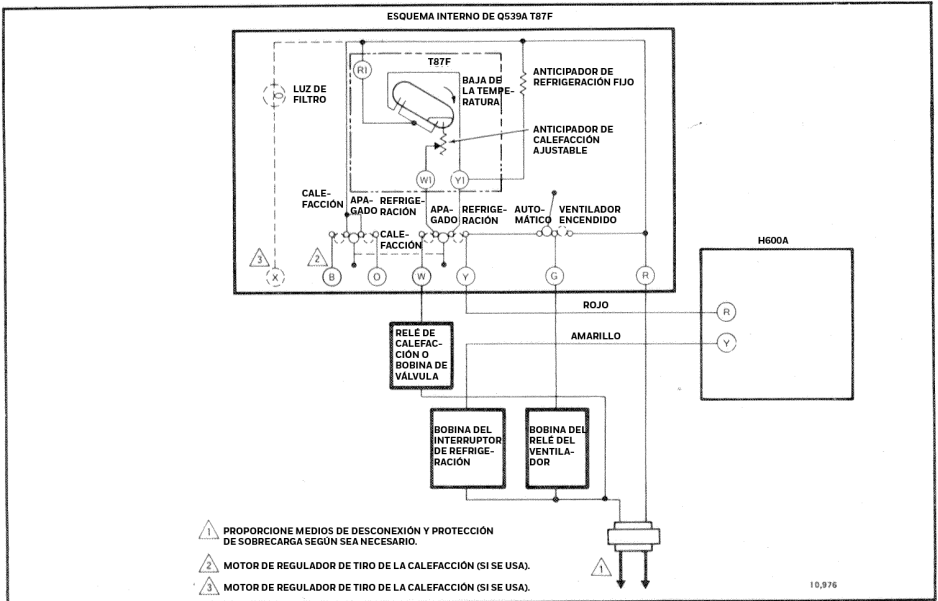 ESQUEMA INTERNO DE Q539A T87F
T87F
R1
LUZ DE
FILTRO
BAJA DE
LA TEMPE-
RATURA
ANTICIPADOR DE
REFRIGERACIÓN FIJO
ANTICIPADOR DE
CALEFACCIÓN
AJUSTABLE
W1
Y1
CALE-
FACCIÓN
APA-
GADO
REFRIGE-
RACIÓN
APA-
GADO
REFRIGE-
RACIÓN
AUTO-
MÁTICO
VENTILADOR
ENCENDIDO
CALE-
FACCIÓN
3
X
2
B
O
W
Y
G
R
H600A
ROJO
R
AMARILLO
Y
RELÉ DE
CALEFAC-
CIÓN O
BOBINA DE
VÁLVULA
BOBINA DEL
INTERRUPTOR
DE REFRIGE-
RACIÓN
BOBINA DEL
RELÉ DEL
VENTILA-
DOR
1 PROPORCIONE MEDIOS DE DESCONEXIÓN Y PROTECCIÓN
DE SOBRECARGA SEGÚN SEA NECESARIO.
2 MOTOR DE REGULADOR DE TIRO DE LA CALEFACCIÓN (SI SE USA).
3 MOTOR DE REGULADOR DE TIRO DE LA CALEFACCIÓN (SI SE USA).
1
10,976